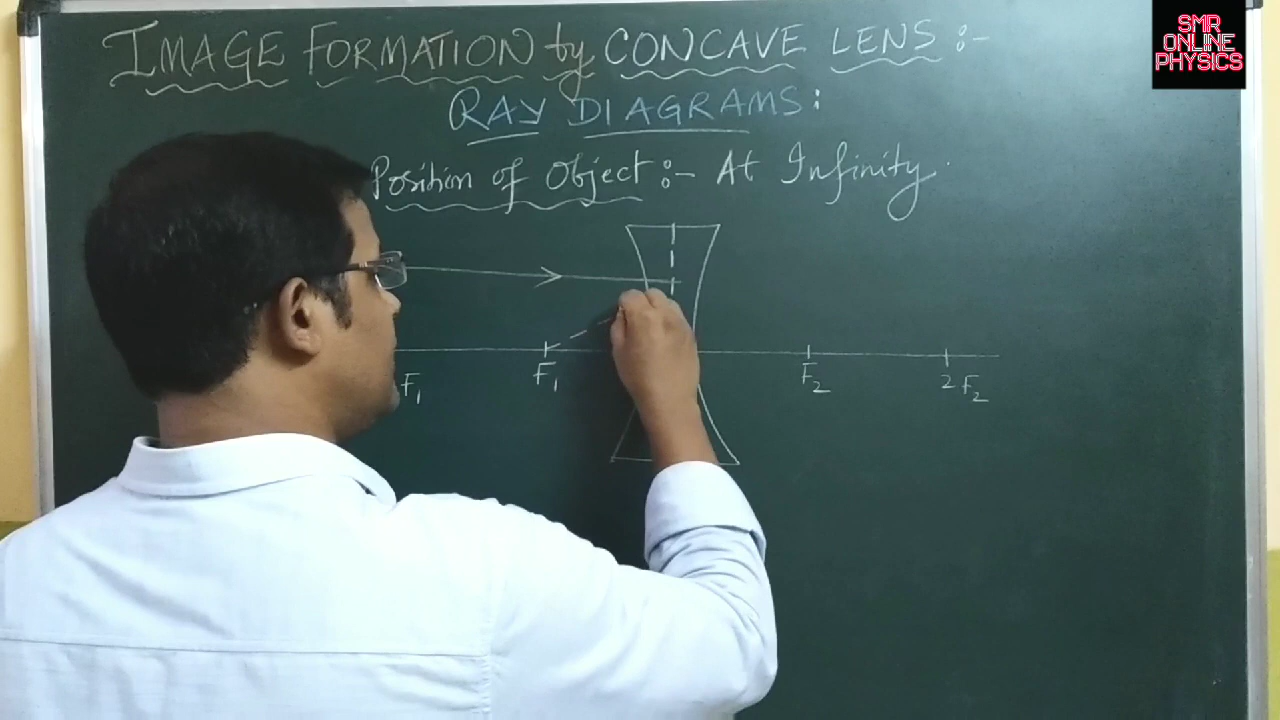 IMAGE FORMATION by CONCAVE LENS :-
RAY DIAGRAMS:
Position of Object :- At Infinity.
F₁ F₁ F₂ 2F₂
SMR
ONLINE
PHYSICS